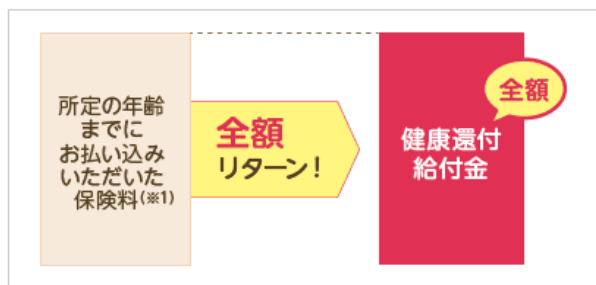 所定の年齢
までに
お払い込み
いただいた
保険料(※1)
全額
リターン!
全額
健康還付
給付金